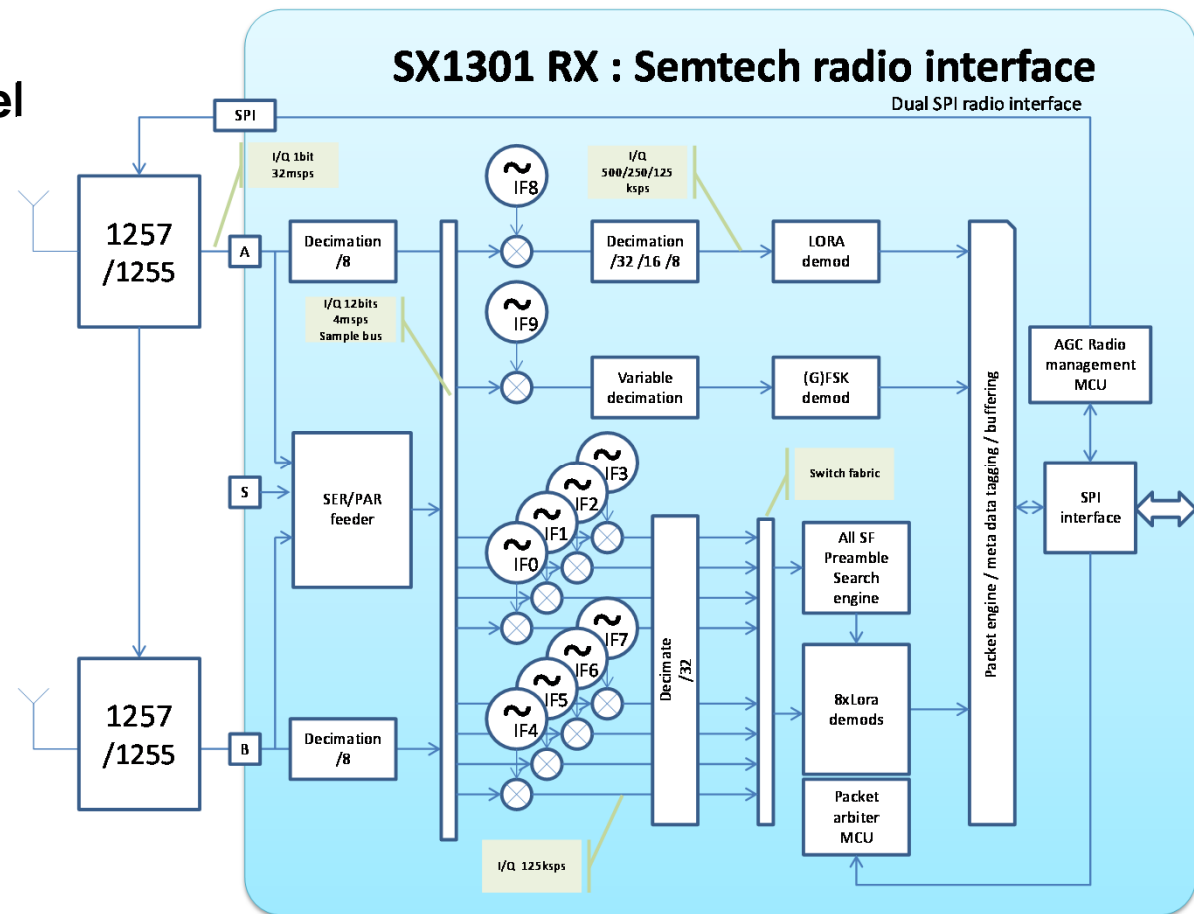 SX1301 RX : Semtech radio interface
Dual SPI radio interface
el
SPI
I/Q 1bit
32msps
1257
/1255
A
Decimation
/8
IF8
I/Q
500/250/125
ksps
Decimation
/32 /16 /8
LORA
demod
I/Q 12bits
4msps
Sample bus
IF9
Variable
decimation
(G)FSK
demod
AGC Radio
management
MCU
Packet engine / meta data tagging / buffering
S
SER/PAR
feeder
IF3
IF2
IF1
IF0
Switch fabric
All SF
Preamble
Search
engine
SPI
interface
IF7
IF6
IF5
IF4
Decimate
/32
8xLora
demods
1257
/1255
B
Decimation
/8
Packet
arbiter
MCU
I/Q 125ksps